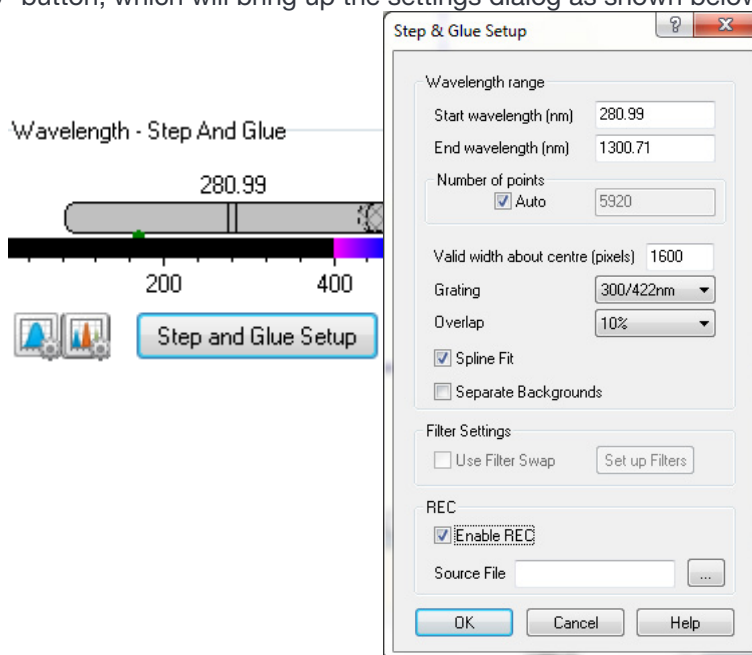 button, which will bring up the settings dialog as shown below
Step & Glue Setup
Wavelength - Step And Glue
280.99
200 400
Step and Glue Setup
Wavelength range
Start wavelength (nm) 280.99
End wavelength (nm) 1300.71
Number of points
Auto 5920
Valid width about centre (pixels) 1600
Grating 300/422nm
Overlap 10%
Spline Fit
Separate Backgrounds
Filter Settings
Use Filter Swap Set up Filters
REC
Enable REC
Source File ...
OK Cancel Help